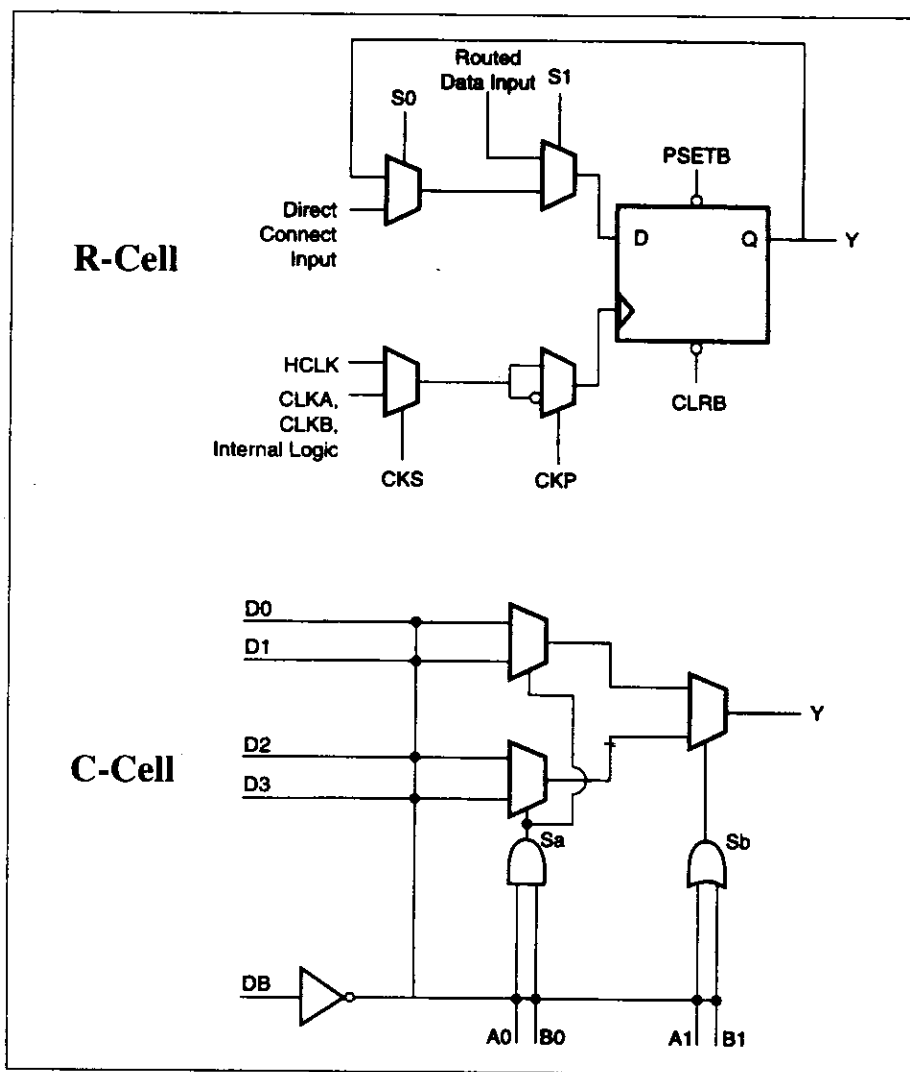 Routed
Data Input
S1
S0
PSETB
Direct
Connect
Input
D
Q
Y
R-Cell
HCLK
CLKA,
CLKB,
Internal Logic
CLRB
CKS
CKP
D0
D1
Y
D2
C-Cell
D3
Sa
Sb
DB
A0
B0
A1
B1